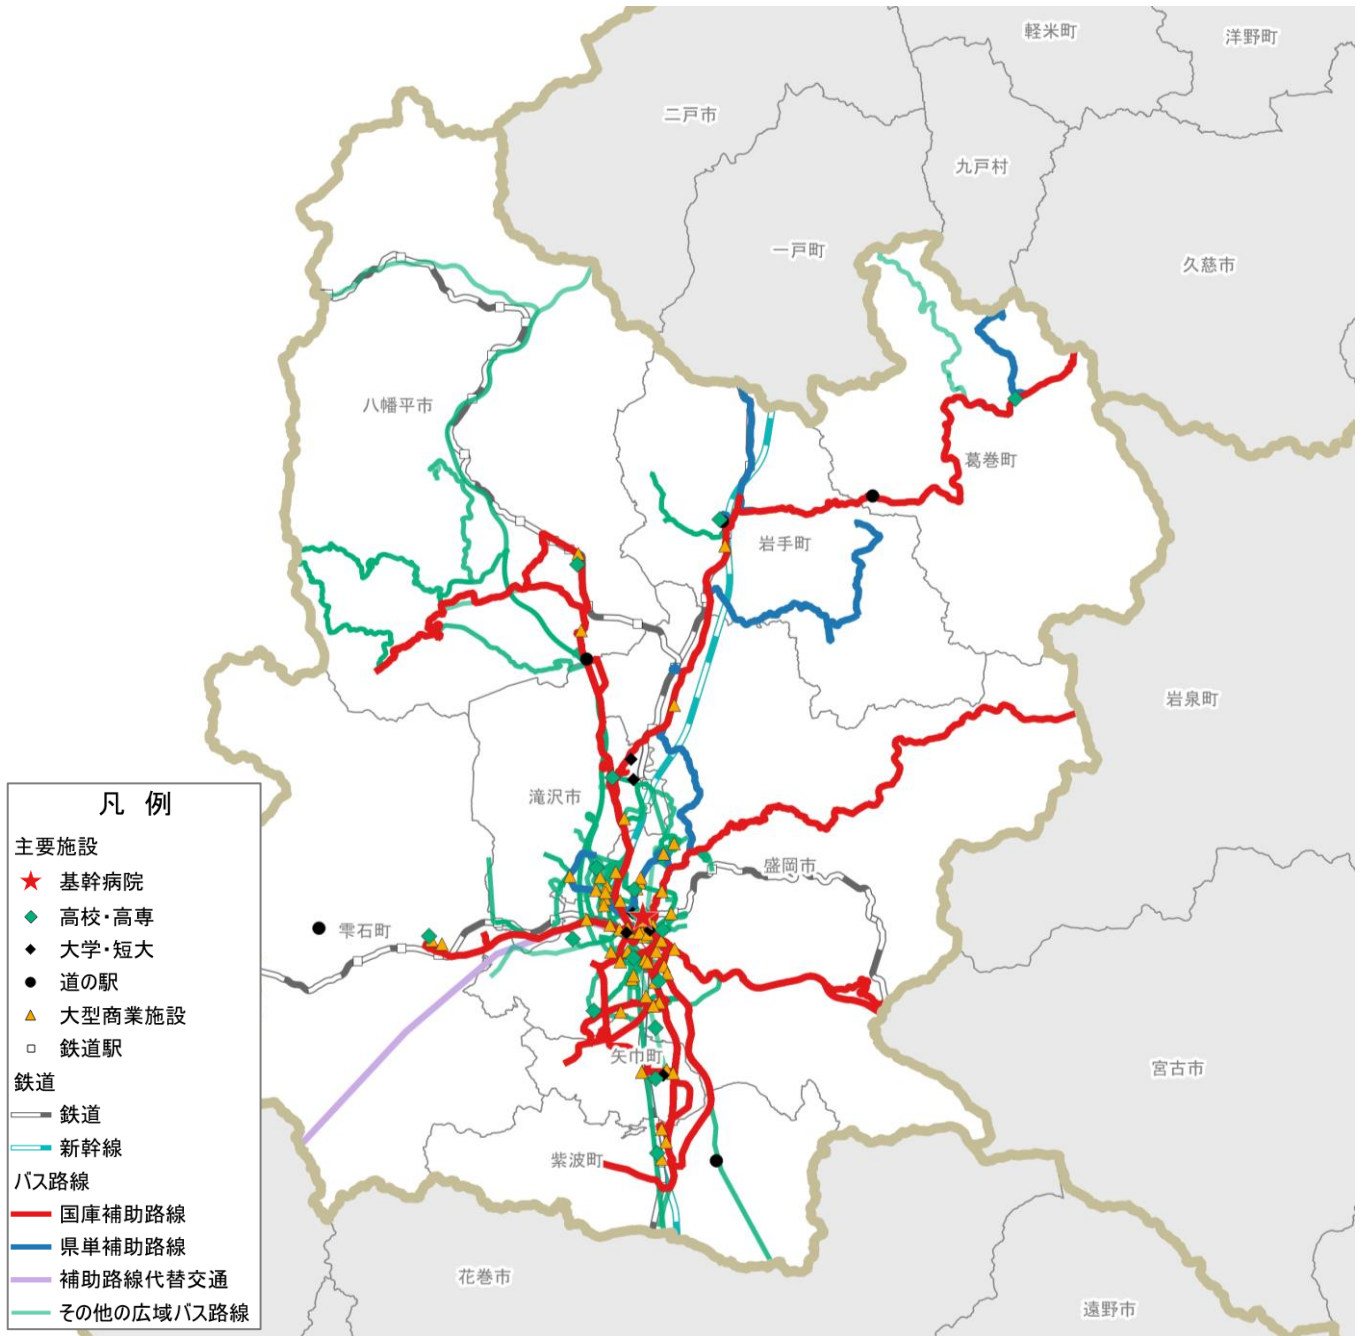 軽米町
洋野町
二戸市
九戸村
一戸町
久慈市
八幡平市
葛巻町
岩手町
岩泉町
滝沢市
盛岡市
雫石町
矢巾町
宮古市
紫波町
花巻市
遠野市
凡 例
主要施設
基幹病院
高校・高専
大学・短大
道の駅
大型商業施設
鉄道駅
鉄道
鉄道
新幹線
バス路線
国庫補助路線
県単補助路線
補助路線代替交通
その他の広域バス路線